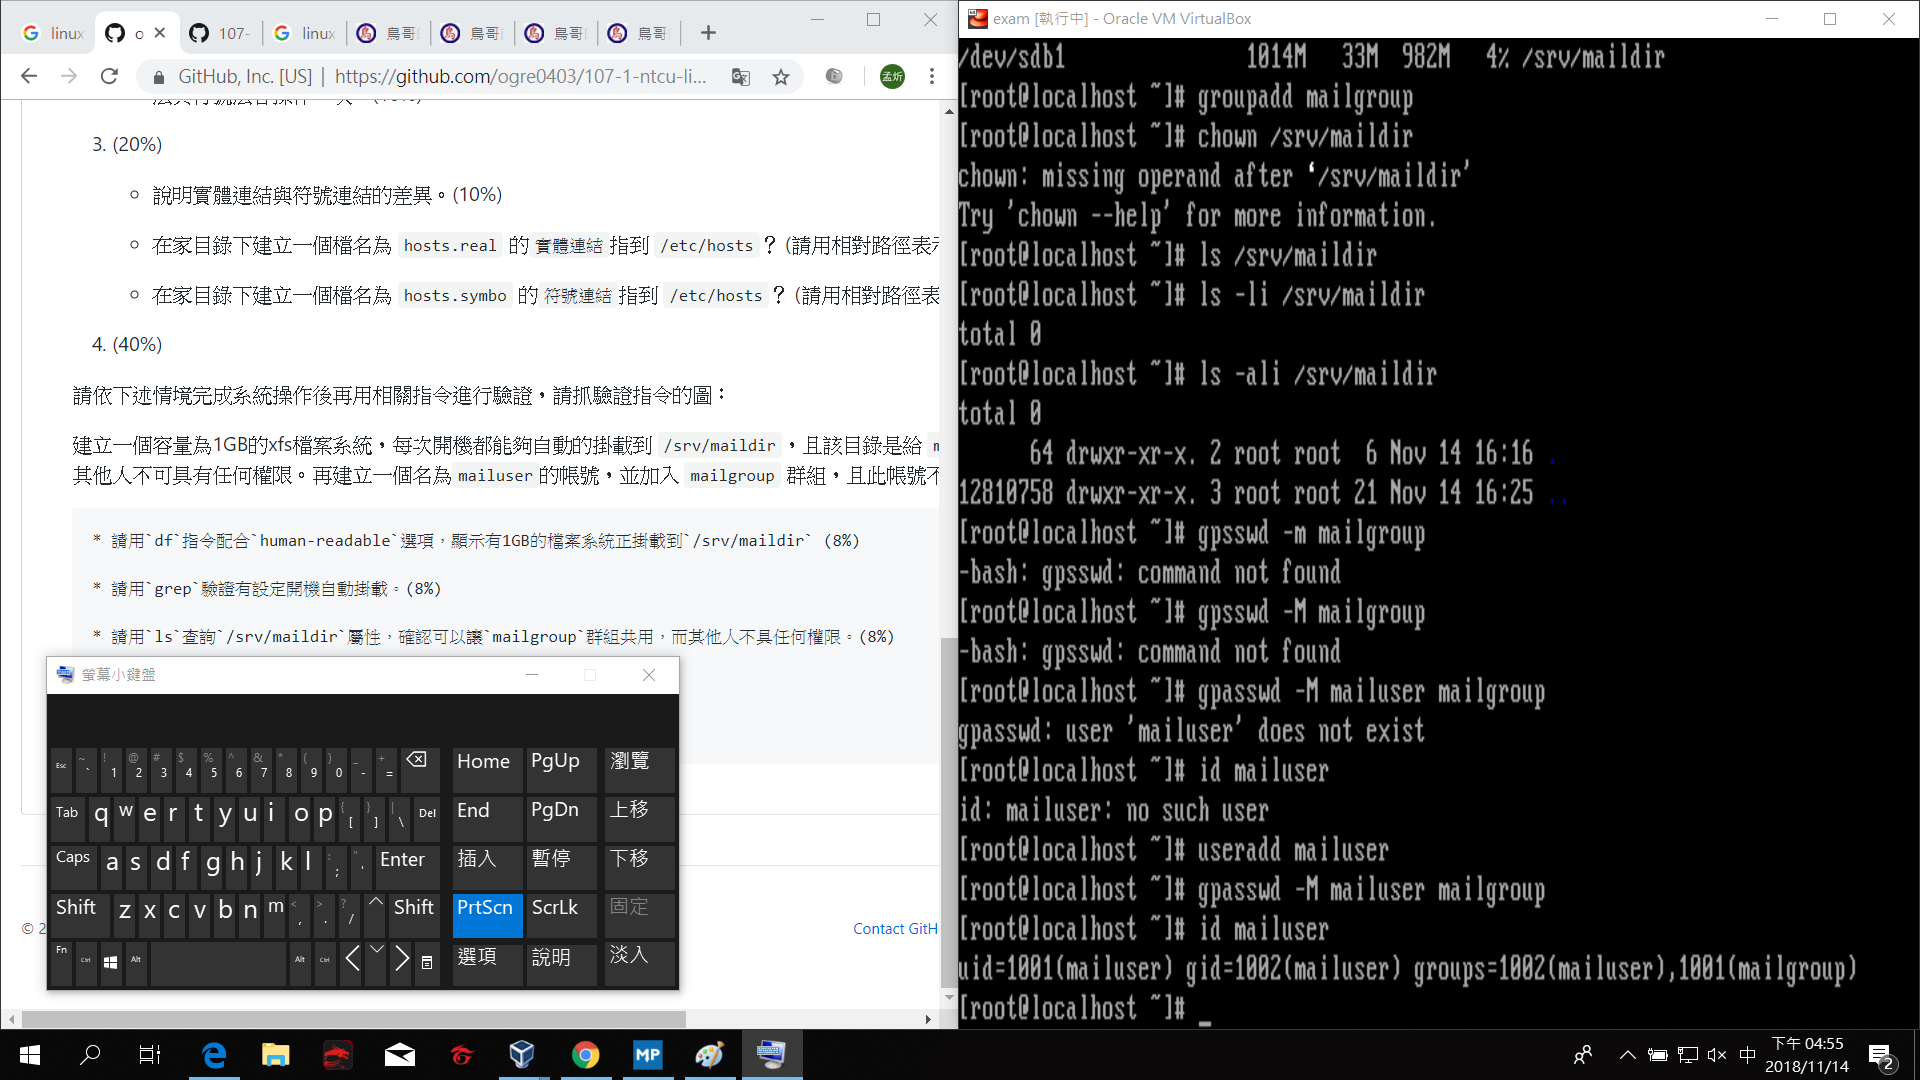 linux
o
107-
linux
鳥哥
鳥哥
鳥哥
鳥哥
GitHub, Inc. [US] | https://github.com/ogre0403/107-1-ntcu-li...
孟炘
3. (20%)
說明實體連結與符號連結的差異。(10%)
在家目錄下建立一個檔名為 hosts.real 的 實體連結 指到 /etc/hosts ? (請用相對路徑表示
在家目錄下建立一個檔名為 hosts.symbo 的 符號連結 指到 /etc/hosts ? (請用相對路徑表
4. (40%)
請依下述情境完成系統操作後再用相關指令進行驗證，請抓驗證指令的圖：
建立一個容量為1GB的xfs檔案系統，每次開機都能夠自動的掛載到 /srv/maildir ，且該目錄是給 m
其他人不可具有任何權限。再建立一個名為 mailuser 的帳號，並加入 mailgroup 群組，且此帳號不
* 請用`df`指令配合`human-readable`選項，顯示有1GB的檔案系統正掛載到`/srv/maildir` (8%)
* 請用`grep`驗證有設定開機自動掛載。(8%)
* 請用`ls`查詢`/srv/maildir`屬性，確認可以讓`mailgroup`群組共用，而其他人不具任何權限。(8%)
© 2
Contact GitH
螢幕小鍵盤
Esc ~ ` ! 1 @ 2 # 3 $ 4 % 5 ^ 6 & 7 * 8 ( 9 ) 0 _ - + = Home PgUp 瀏覽
Tab q w e r t y u i o p { [ } ] | \ Del End PgDn 上移
Caps a s d f g h j k l : ; " ' Enter 插入 暫停 下移
Shift z x c v b n m < , > . ? / Shift PrtScn ScrLk 固定
Fn Ctrl Alt Alt Ctrl 選項 說明 淡入
exam [執行中] - Oracle VM VirtualBox
/dev/sdb1 1014M 33M 982M 4% /srv/maildir
[root@localhost ~]# groupadd mailgroup
[root@localhost ~]# chown /srv/maildir
chown: missing operand after ‘/srv/maildir’
Try 'chown --help' for more information.
[root@localhost ~]# ls /srv/maildir
[root@localhost ~]# ls -li /srv/maildir
total 0
[root@localhost ~]# ls -ali /srv/maildir
total 0
64 drwxr-xr-x. 2 root root 6 Nov 14 16:16 .
12810758 drwxr-xr-x. 3 root root 21 Nov 14 16:25 ..
[root@localhost ~]# gpsswd -m mailgroup
-bash: gpsswd: command not found
[root@localhost ~]# gpsswd -M mailgroup
-bash: gpsswd: command not found
[root@localhost ~]# gpasswd -M mailuser mailgroup
gpasswd: user 'mailuser' does not exist
[root@localhost ~]# id mailuser
id: mailuser: no such user
[root@localhost ~]# useradd mailuser
[root@localhost ~]# gpasswd -M mailuser mailgroup
[root@localhost ~]# id mailuser
uid=1001(mailuser) gid=1002(mailuser) groups=1002(mailuser),1001(mailgroup)
[root@localhost ~]# _
MP
中
下午 04:55
2018/11/14
2